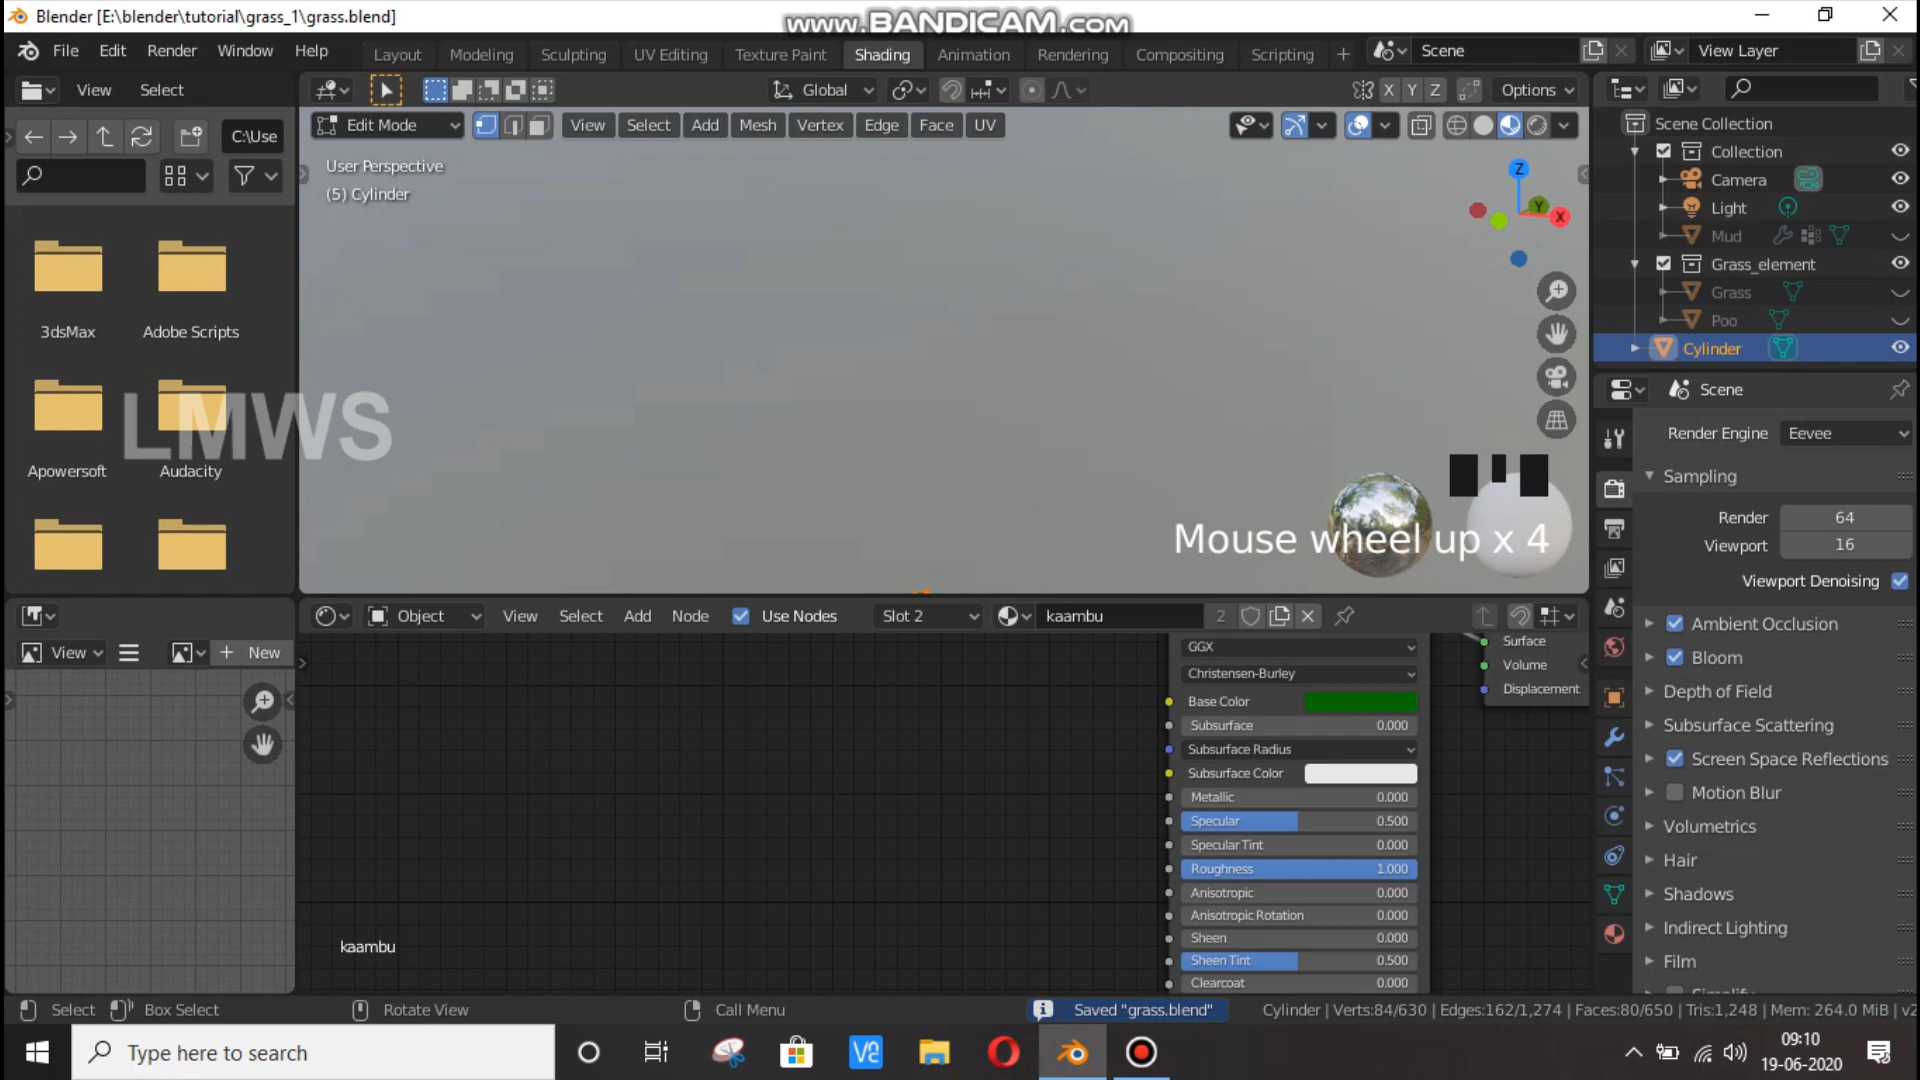 Blender [E:\blender\tutorial\grass_1\grass.blend]
www.BANDICAM.com
File Edit Render Window Help
Layout Modeling Sculpting UV Editing Texture Paint Shading Animation Rendering Compositing Scripting +
Scene
View Layer
View Select
Global
X Y Z
Options
C:\Use
Edit Mode
View Select Add Mesh Vertex Edge Face UV
User Perspective
(5) Cylinder
Z
Y
X
3dsMax
Adobe Scripts
Apowersoft
Audacity
LMWS
Mouse wheel up x 4
Scene Collection
Collection
Camera
Light
Mud
Grass_element
Grass
Poo
Cylinder
Scene
Render Engine Eevee
Sampling
Render 64
Viewport 16
Viewport Denoising
Ambient Occlusion
Bloom
Depth of Field
Subsurface Scattering
Screen Space Reflections
Motion Blur
Volumetrics
Hair
Shadows
Indirect Lighting
Film
Simplify
Object View Select Add Node Use Nodes Slot 2 kaambu 2
View
+ New
GGX
Christensen-Burley
Base Color
Subsurface 0.000
Subsurface Radius
Subsurface Color
Metallic 0.000
Specular 0.500
Specular Tint 0.000
Roughness 1.000
Anisotropic 0.000
Anisotropic Rotation 0.000
Sheen 0.000
Sheen Tint 0.500
Clearcoat 0.000
Surface
Volume
Displacement
kaambu
Select Box Select Rotate View Call Menu
Saved "grass.blend"
Cylinder | Verts:84/630 | Edges:162/1,274 | Faces:80/650 | Tris:1,248 | Mem: 264.0 MiB | v2
Type here to search
09:10
19-06-2020